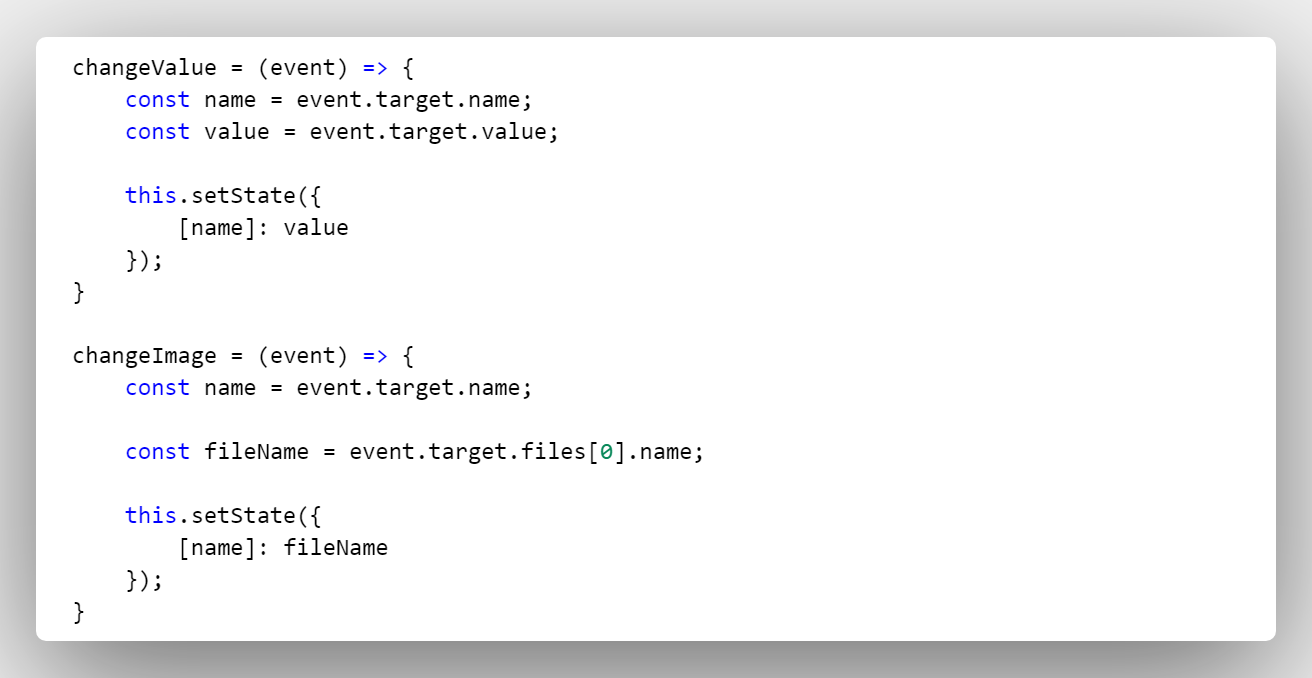 changeValue = (event) => {
    const name = event.target.name;
    const value = event.target.value;

    this.setState({
        [name]: value
    });
}

changeImage = (event) => {
    const name = event.target.name;

    const fileName = event.target.files[0].name;

    this.setState({
        [name]: fileName
    });
}